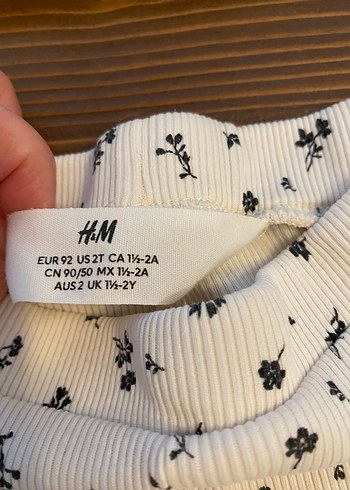 H&M
EUR 92 US 2T CA 1½-2A
CN 90/50 MX 1½-2A
AUS 2 UK 1½-2Y